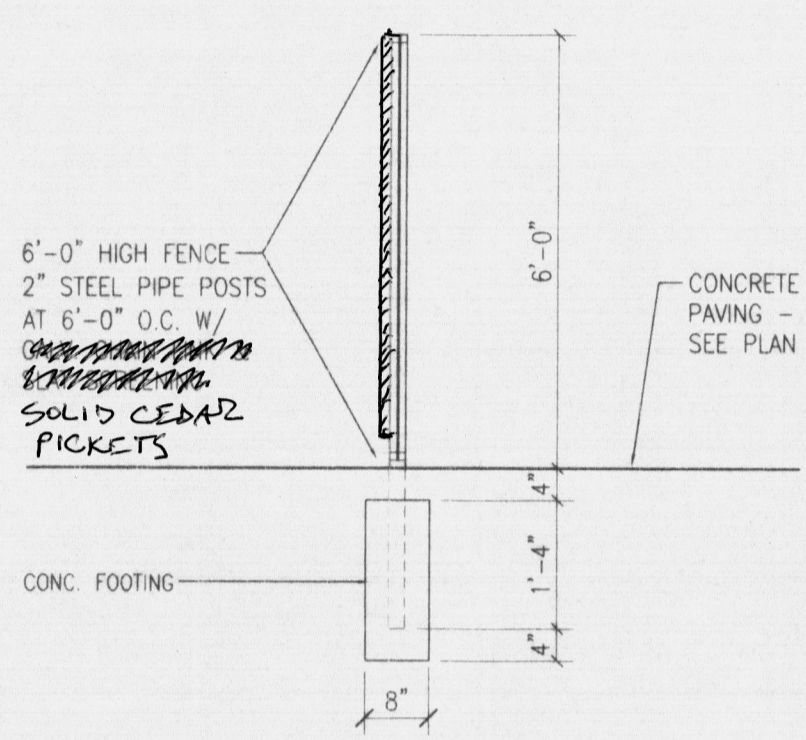 6'-0" HIGH FENCE
2" STEEL PIPE POSTS
AT 6'-0" O.C. W/
SOLID CEDAR
PICKETS
CONC. FOOTING
6'-0"
4"
1'-4"
4"
8"
CONCRETE
PAVING -
SEE PLAN